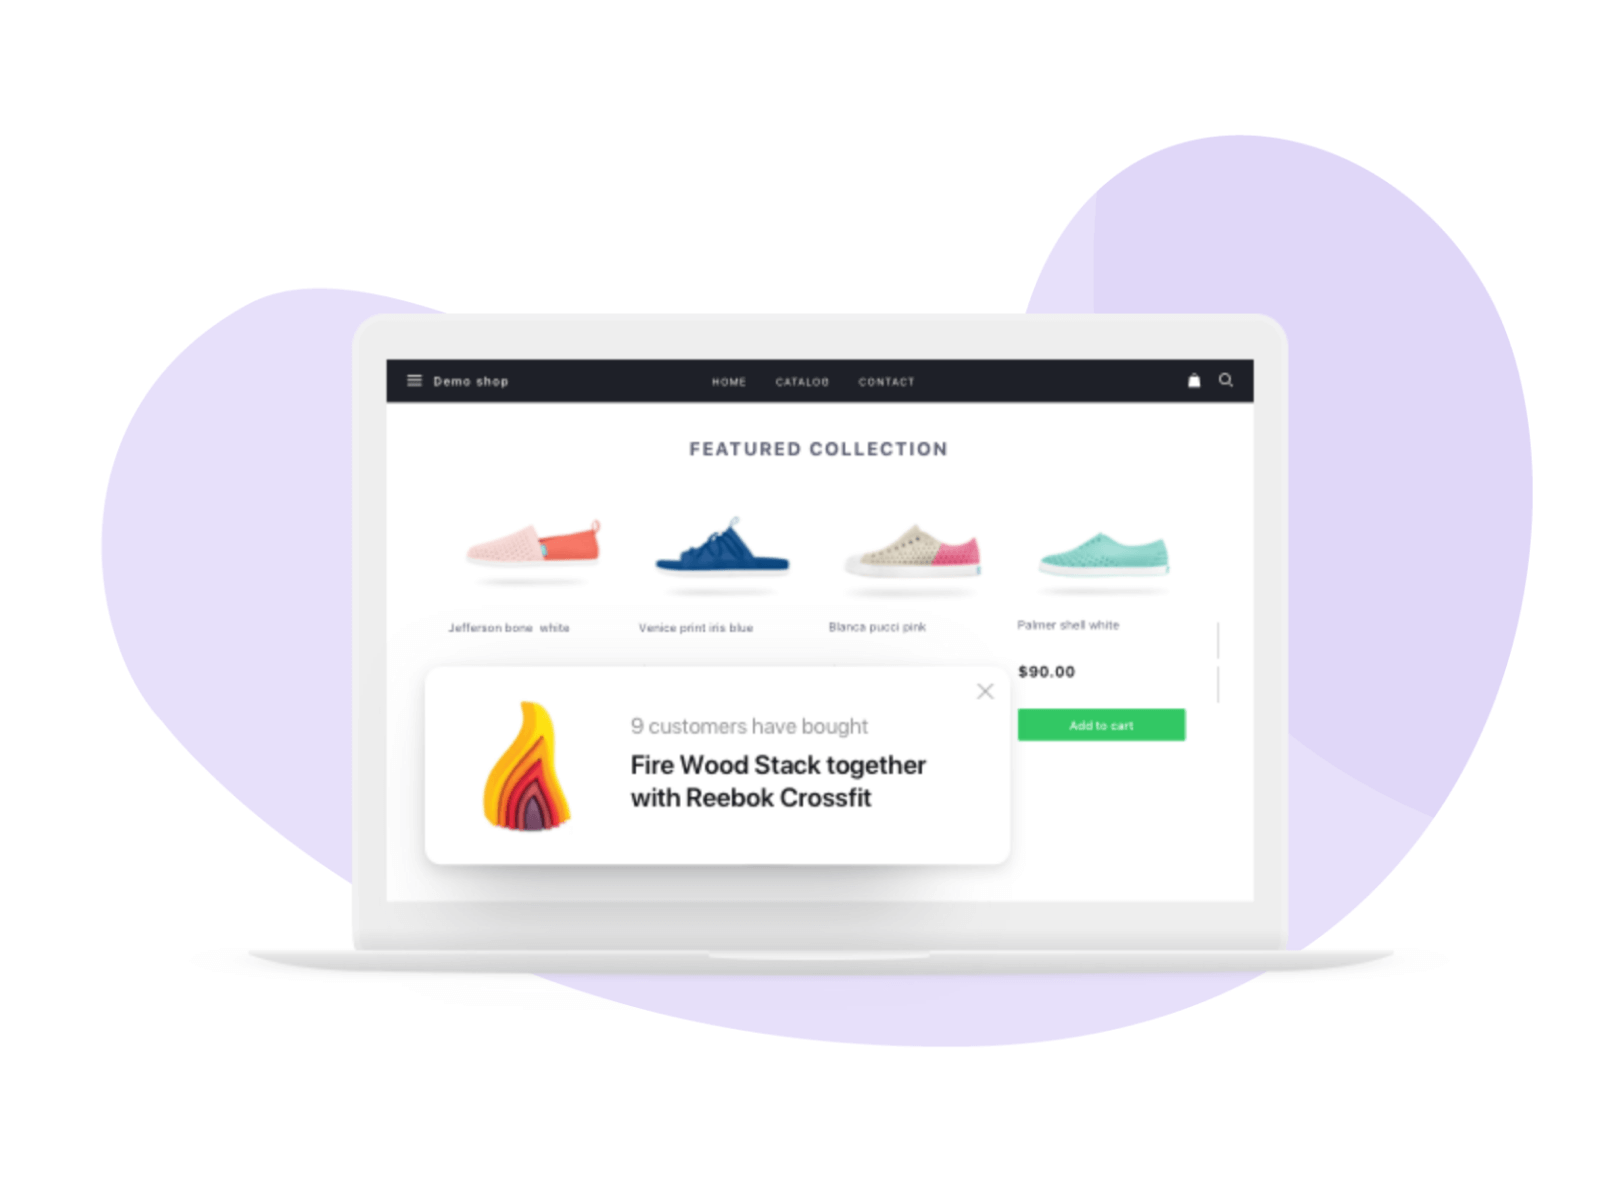 Demo shop
HOME CATALOG CONTACT
FEATURED COLLECTION
Jefferson bone white
Venice print iris blue
Blanca pucci pink
Palmer shell white
$90.00
Add to cart
9 customers have bought
Fire Wood Stack together
with Reebok Crossfit